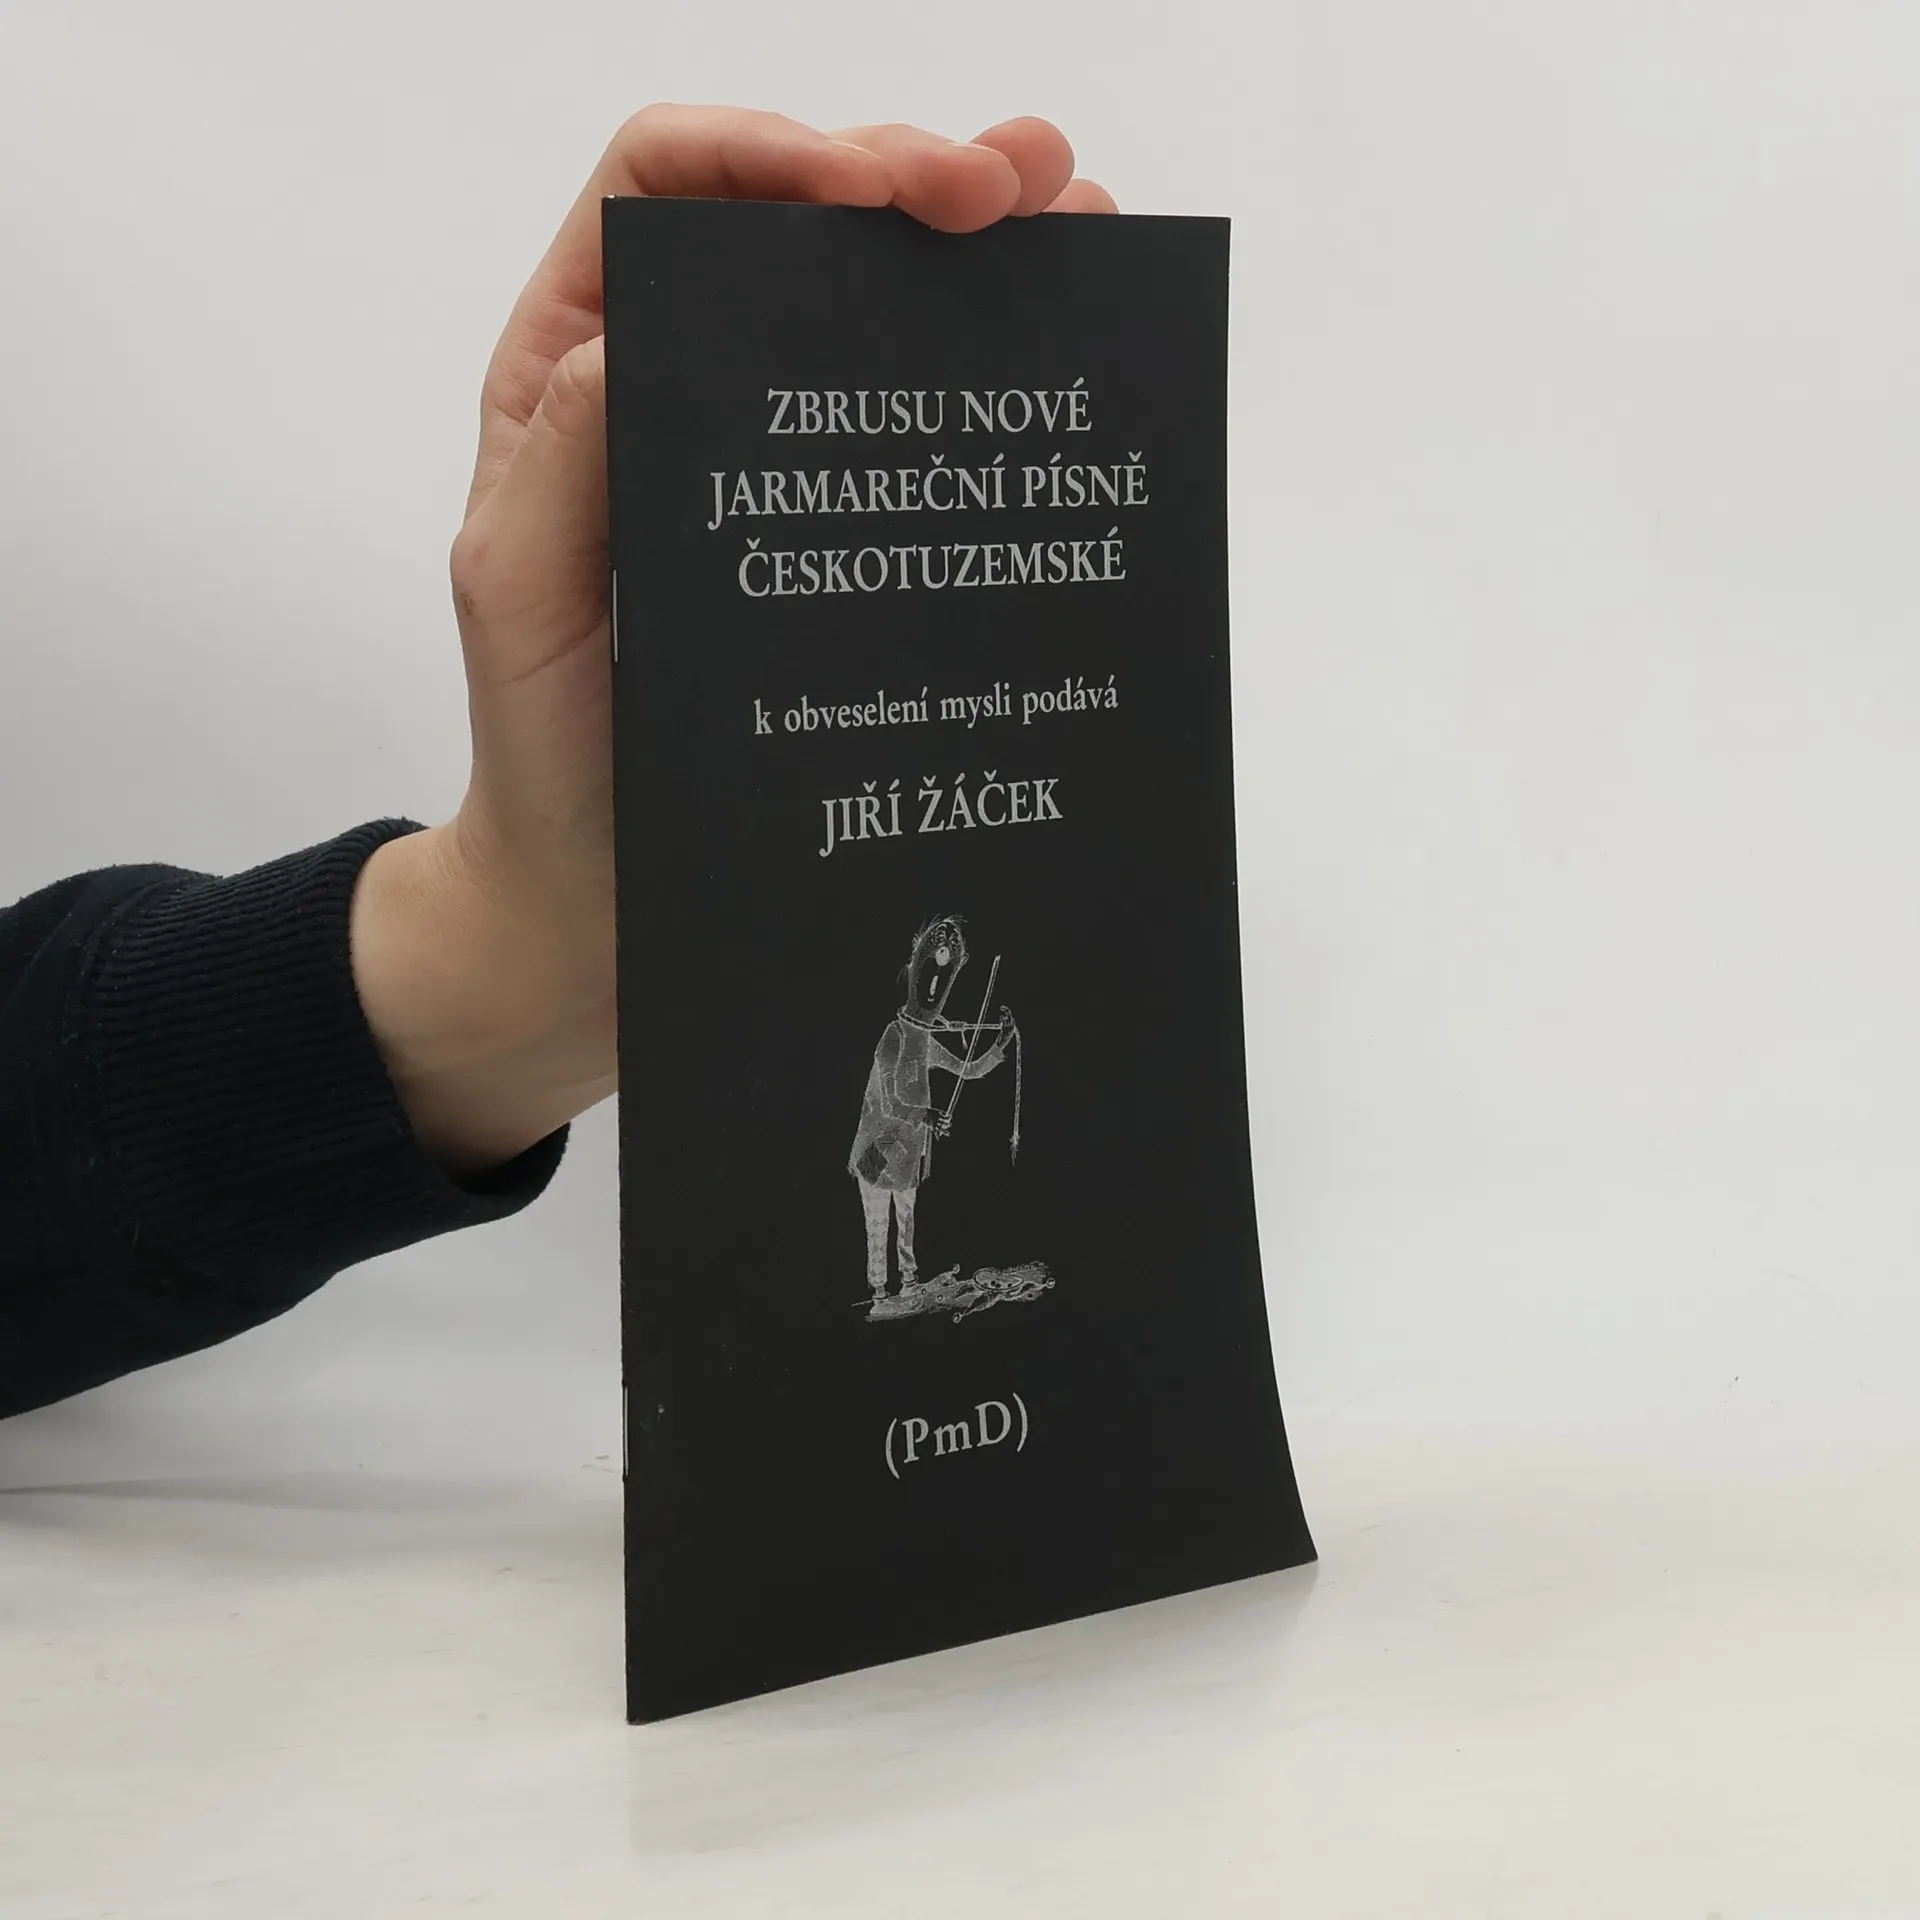 ZBRUSU NOVÉ
JARMAREČNÍ PÍSNĚ
ČESKOTUZEMSKÉ
k obveselení mysli podává
JIŘÍ ŽÁČEK
(PmD)